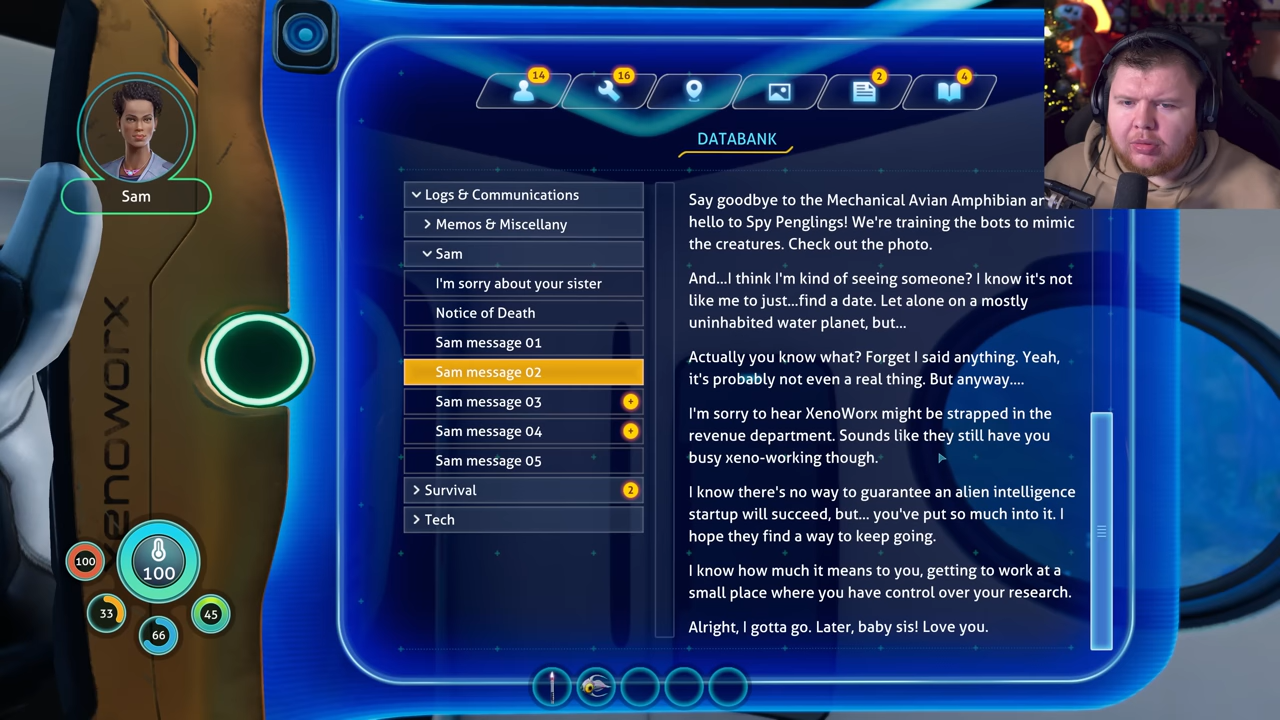 14
16
2
4
DATABANK
Sam
Logs & Communications
Memos & Miscellany
Sam
I'm sorry about your sister
Notice of Death
Sam message 01
Sam message 02
Sam message 03
Sam message 04
Sam message 05
Survival
2
Tech
Say goodbye to the Mechanical Avian Amphibian
hello to Spy Penglings! We're training the bots to mimic
the creatures. Check out the photo.
And...I think I'm kind of seeing someone? I know it's not
like me to just...find a date. Let alone on a mostly
uninhabited water planet, but...
Actually you know what? Forget I said anything. Yeah,
it's probably not even a real thing. But anyway....
I'm sorry to hear XenoWorx might be strapped in the
revenue department. Sounds like they still have you
busy xeno-working though.
I know there's no way to guarantee an alien intelligence
startup will succeed, but... you've put so much into it. I
hope they find a way to keep going.
I know how much it means to you, getting to work at a
small place where you have control over your research.
Alright, I gotta go. Later, baby sis! Love you.
xenoworx
100
100
33
45
66